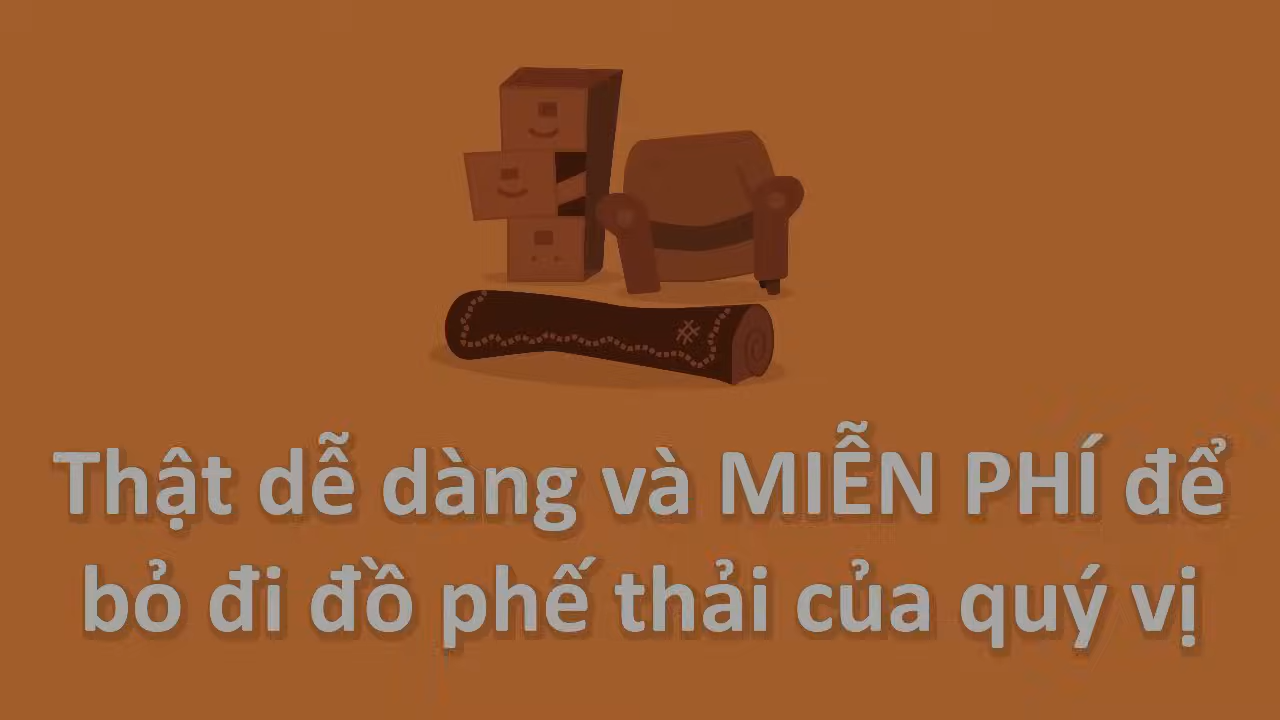 Thật dễ dàng và MIỄN PHÍ để
bỏ đi đồ phế thải của quý vị